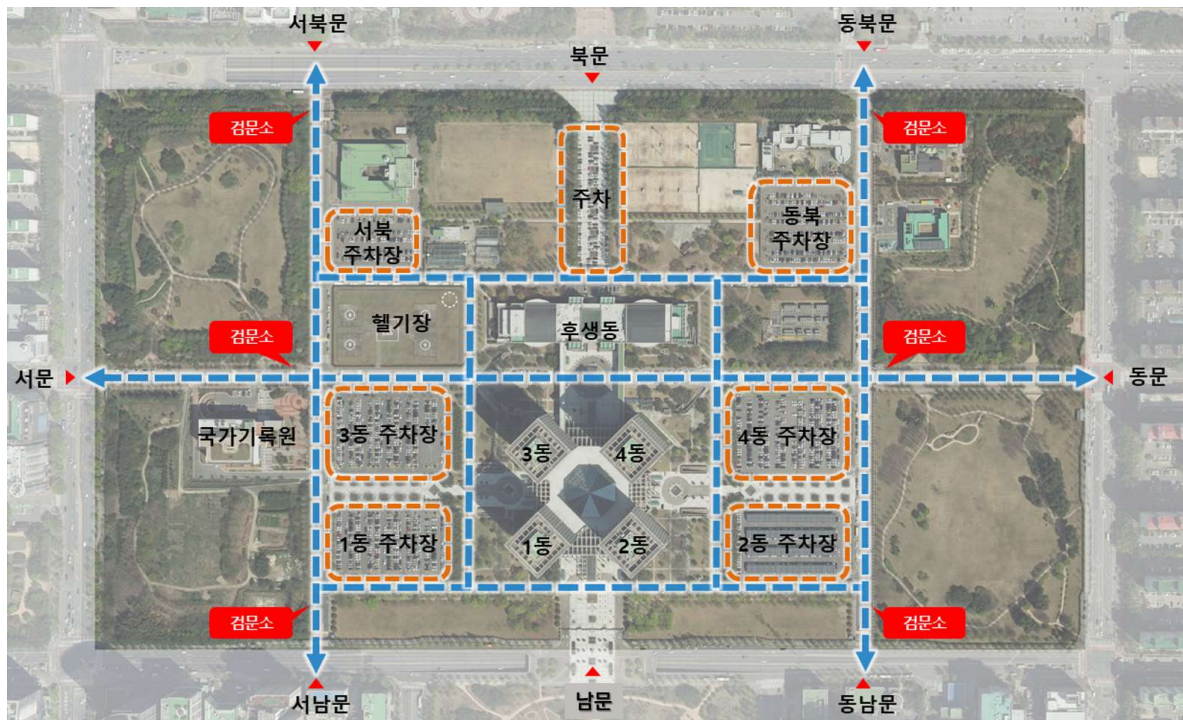 서북문
동북문
북문
검문소
검문소
주차
서북
주차장
동북
주차장
헬기장
후생동
검문소
검문소
서문
동문
국가기록원
3동 주차장
3동
4동
4동 주차장
1동 주차장
1동
2동
2동 주차장
검문소
검문소
서남문
남문
동남문